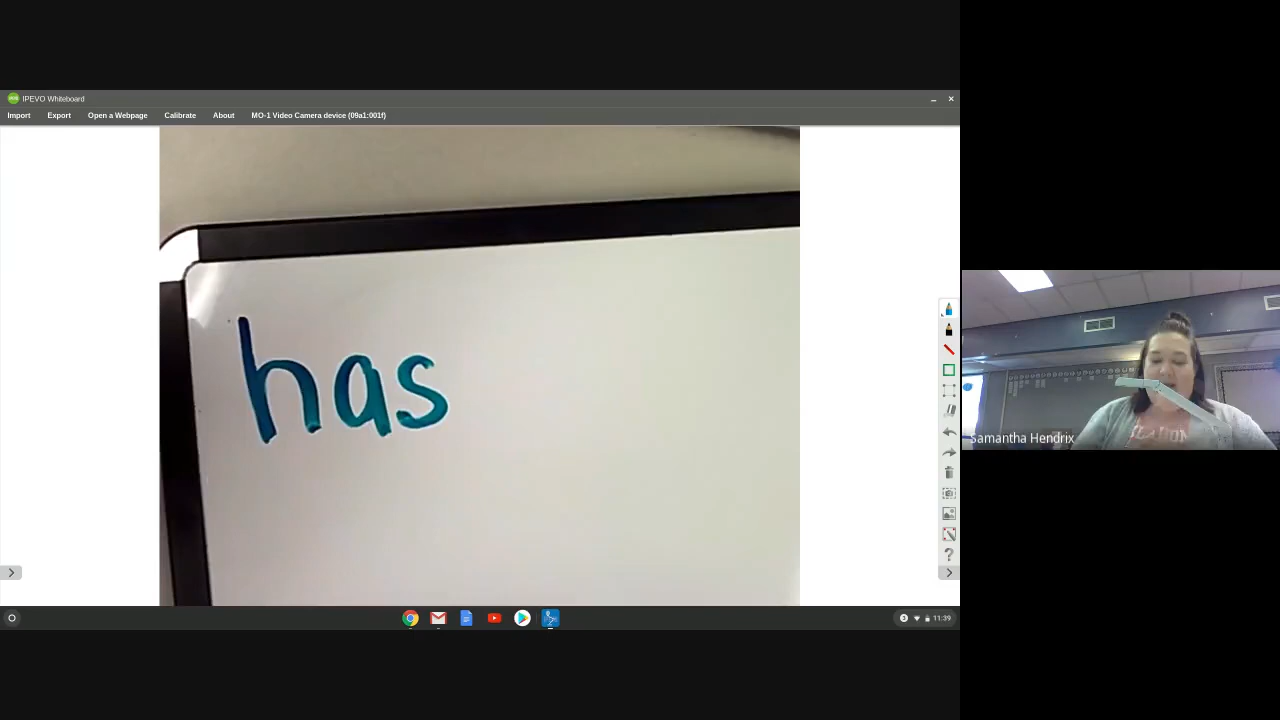 IPEVO Whiteboard
Import Export Open a Webpage Calibrate About MO-1 Video Camera device (09a1:001f)
has
Samantha Hendrix
11:39